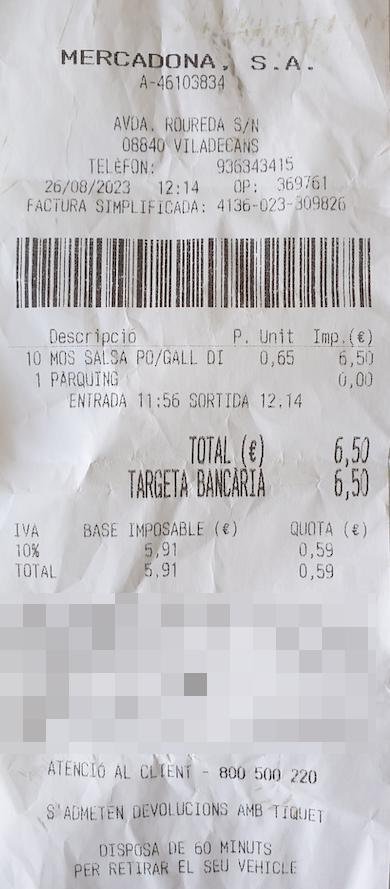 MERCADONA, S.A.
A-46103834
AVDA. ROUREDA S/N
08840 VILADECANS
TELÈFON: 936343415
26/08/2023 12:14 OP: 369761
FACTURA SIMPLIFICADA: 4136-023-309826
Descripció P. Unit Imp.(€)
10 MOS SALSA PO/GALL DI 0,65 6,50
1 PÀRQUING 0,00
ENTRADA 11:56 SORTIDA 12:14
TOTAL (€) 6,50
TARGETA BANCÀRIA 6,50
IVA BASE IMPOSABLE (€) QUOTA (€)
10% 5,91 0,59
TOTAL 5,91 0,59
ATENCIÓ AL CLIENT - 800 500 220
S'ADMETEN DEVOLUCIONS AMB TIQUET
DISPOSA DE 60 MINUTS
PER RETIRAR EL SEU VEHICLE